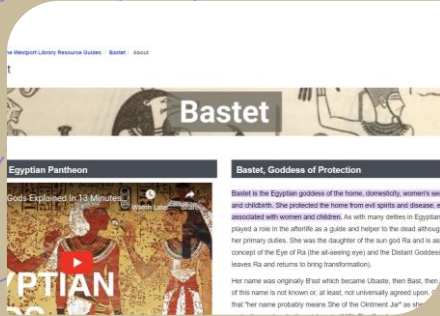 he Westport Library Resource Guides Bastet About
t
Bastet
Egyptian Pantheon
Gods Explained In 13 Minutes
Watch Later Share
YPTIAN
Bastet, Goddess of Protection
Bastet is the Egyptian goddess of the home, domesticity, women's sec
and childbirth. She protected the home from evil spirits and disease, e
associated with women and children. As with many deities in Egyptian
played a role in the afterlife as a guide and helper to the dead althoug
her primary duties. She was the daughter of the sun god Ra and is as
concept of the Eye of Ra (the all-seeing eye) and the Distant Goddess
leaves Ra and returns to bring transformation).
Her name was originally B'sst which became Ubaste, then Bast, then
of this name is not known or, at least, not universally agreed upon. G
that "her name probably means She of the Ointment Jar" as she